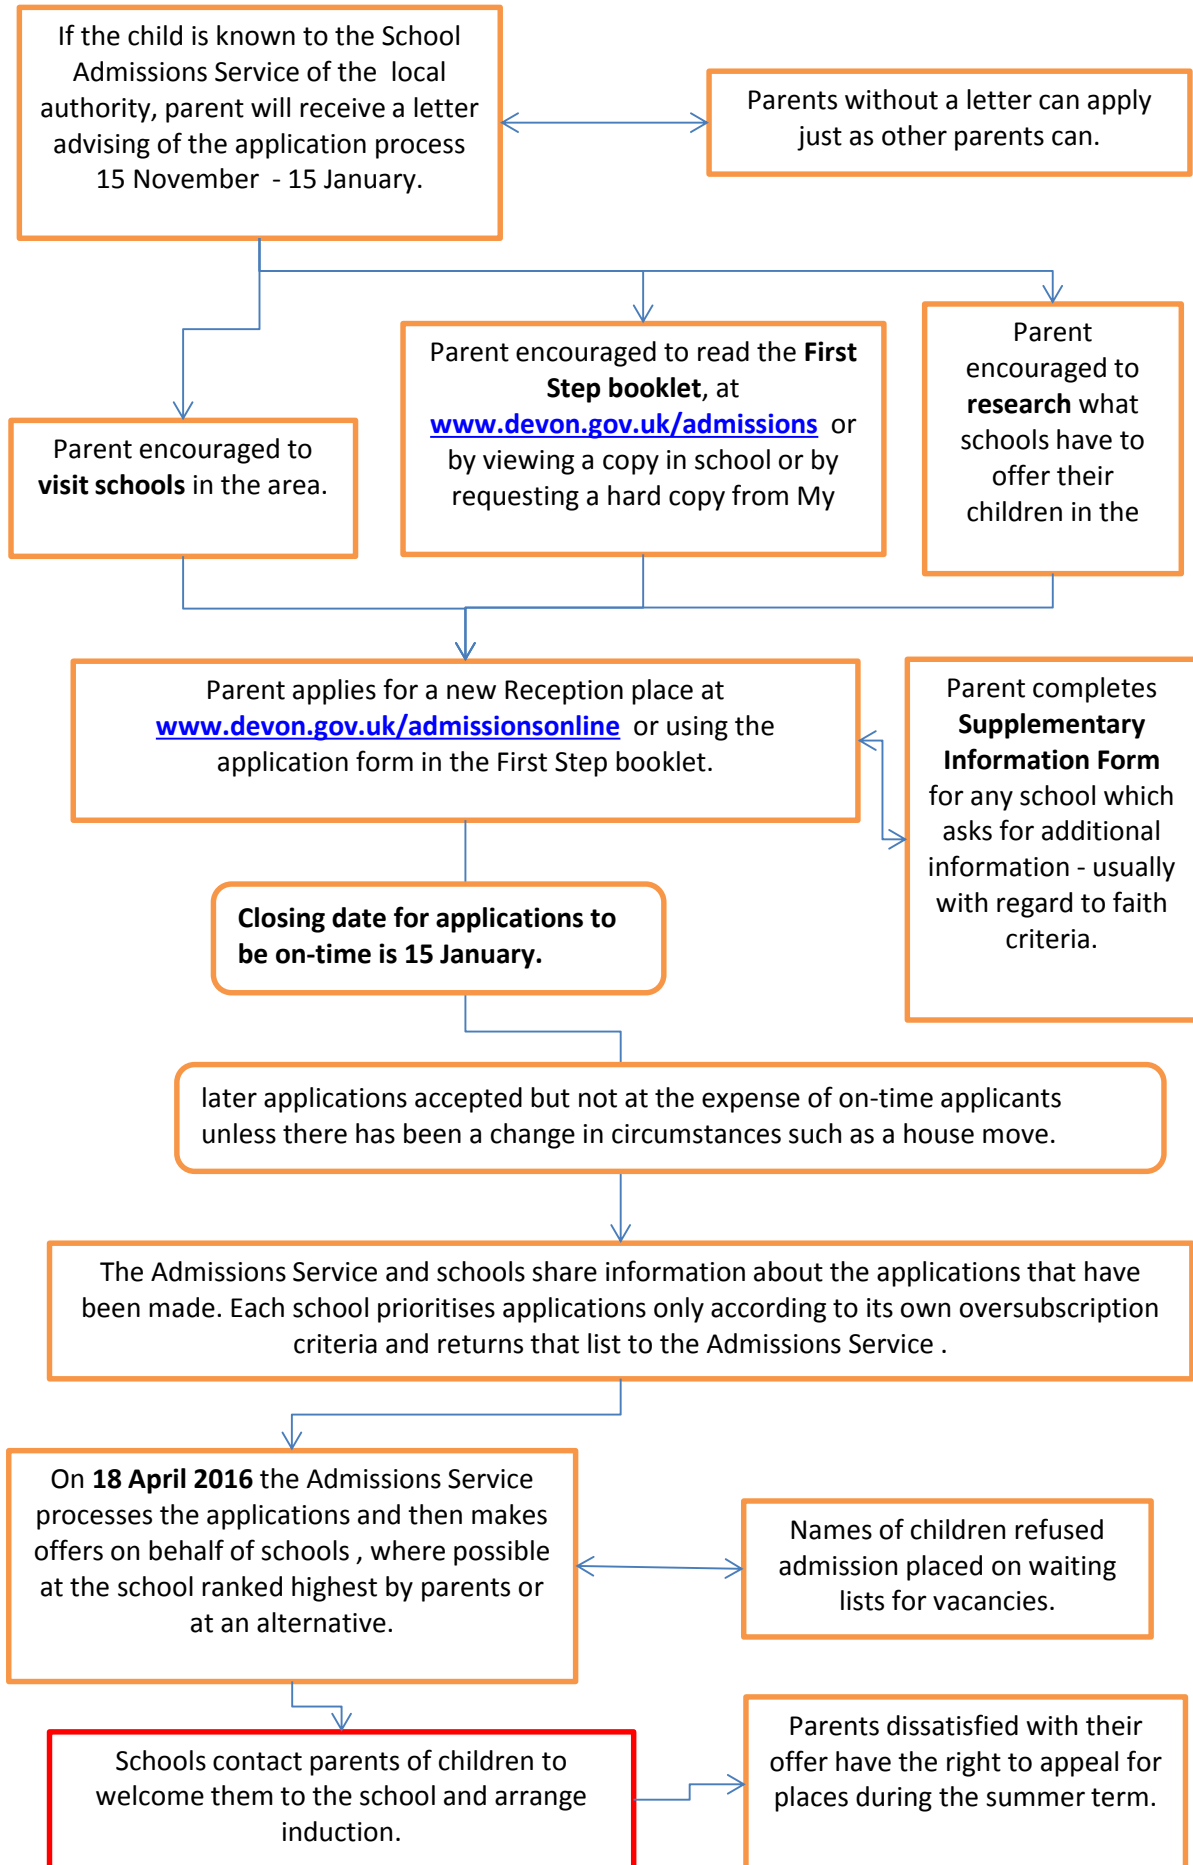 If the child is known to the School
Admissions Service of the local
authority, parent will receive a letter
advising of the application process
15 November - 15 January.
Parents without a letter can apply
just as other parents can.
Parent encouraged to
visit schools in the area.
Parent encouraged to read the First
Step booklet, at
www.devon.gov.uk/admissions or
by viewing a copy in school or by
requesting a hard copy from My
Parent
encouraged to
research what
schools have to
offer their
children in the
Parent applies for a new Reception place at
www.devon.gov.uk/admissionsonline or using the
application form in the First Step booklet.
Parent completes
Supplementary
Information Form
for any school which
asks for additional
information - usually
with regard to faith
criteria.
Closing date for applications to
be on-time is 15 January.
later applications accepted but not at the expense of on-time applicants
unless there has been a change in circumstances such as a house move.
The Admissions Service and schools share information about the applications that have
been made. Each school prioritises applications only according to its own oversubscription
criteria and returns that list to the Admissions Service .
On 18 April 2016 the Admissions Service
processes the applications and then makes
offers on behalf of schools , where possible
at the school ranked highest by parents or
at an alternative.
Names of children refused
admission placed on waiting
lists for vacancies.
Schools contact parents of children to
welcome them to the school and arrange
induction.
Parents dissatisfied with their
offer have the right to appeal for
places during the summer term.